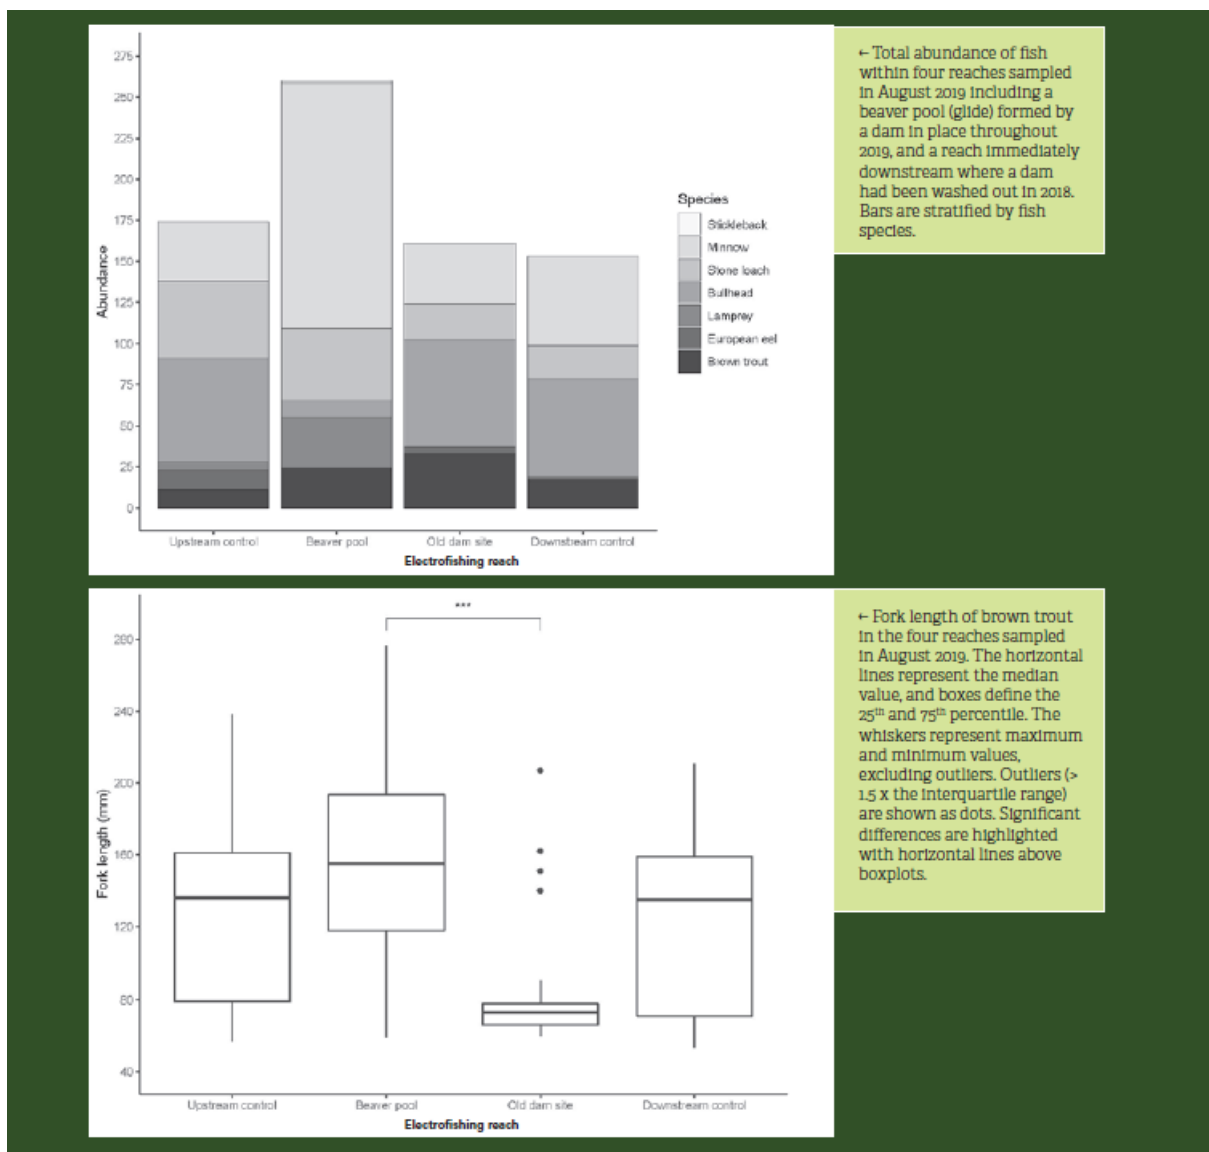 275
250
225
200
175
150
125
100
75
50
25
0
Abundance
Upstream control
Beaver pool
Old dam site
Downstream control
Electrofishing reach
Species
Stickleback
Minnow
Stone loach
Bullhead
Lamprey
European eel
Brown trout
← Total abundance of fish
within four reaches sampled
in August 2019 including a
beaver pool (glide) formed by
a dam in place throughout
2019, and a reach immediately
downstream where a dam
had been washed out in 2018.
Bars are stratified by fish
species.
***
280
240
200
160
120
80
40
Fork length (mm)
Upstream control
Beaver pool
Old dam site
Downstream control
Electrofishing reach
← Fork length of brown trout
in the four reaches sampled
in August 2019. The horizontal
lines represent the median
value, and boxes define the
25th and 75th percentile. The
whiskers represent maximum
and minimum values,
excluding outliers. Outliers (>
1.5 x the interquartile range)
are shown as dots. Significant
differences are highlighted
with horizontal lines above
boxplots.